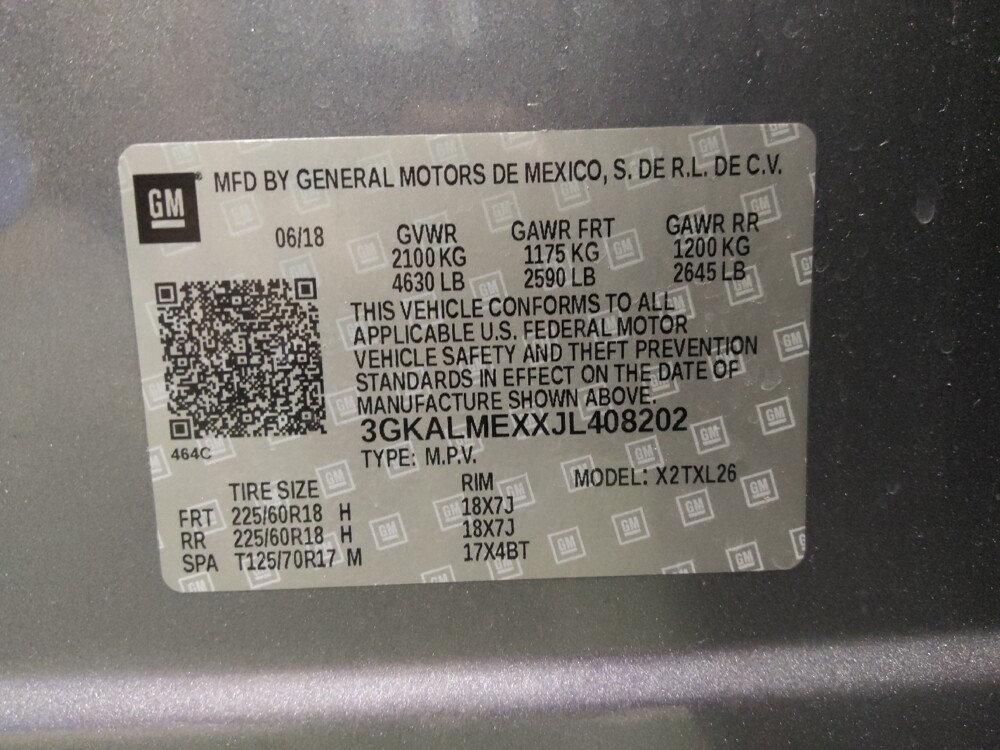 GM® MFD BY GENERAL MOTORS DE MEXICO, S. DE R.L. DE C.V.
06/18 GVWR GAWR FRT GAWR RR
2100 KG 1175 KG 1200 KG
4630 LB 2590 LB 2645 LB
THIS VEHICLE CONFORMS TO ALL
APPLICABLE U.S. FEDERAL MOTOR
VEHICLE SAFETY AND THEFT PREVENTION
STANDARDS IN EFFECT ON THE DATE OF
MANUFACTURE SHOWN ABOVE.
3GKALMEXXJL408202
464C
TYPE: M.P.V. MODEL: X2TXL26
TIRE SIZE RIM
FRT 225/60R18 H 18X7J
RR 225/60R18 H 18X7J
SPA T125/70R17 M 17X4BT